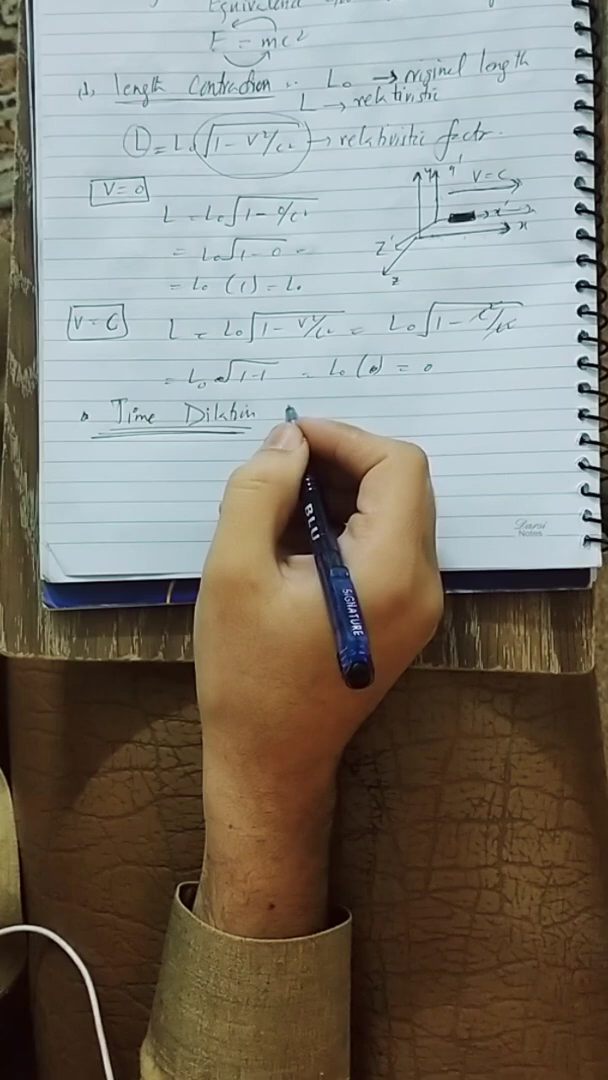 E = mc²
(1) length Contraction :- L₀ → original length
L → relativistic
L = L₀ √1 - V²/c² → relativistic factor.
V = 0
L = L₀ √1 - 0/c²
= L₀ √1 - 0
= L₀ (1) = L₀
y y' V = C
x' x
z' z
V = C L = L₀ √1 - V²/c² = L₀ √1 - c²/c²
= L₀ √1-1 = L₀ (0) = 0
Time Dilation
Darsi
Notes
BLU
SIGNATURE